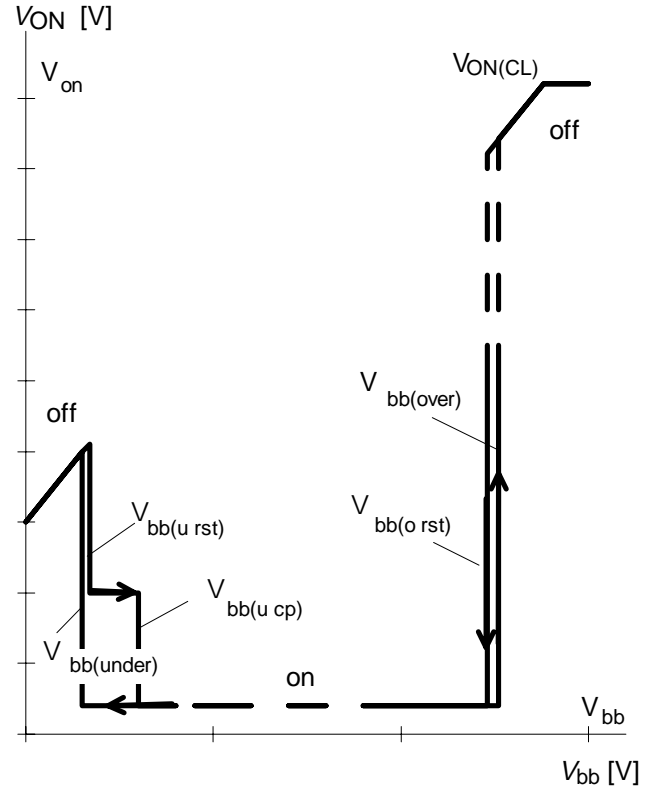 VON [V]
Von
VON(CL)
off
Vbb(over)
off
Vbb(u rst)
Vbb(o rst)
Vbb(u cp)
Vbb(under)
on
Vbb
Vbb [V]